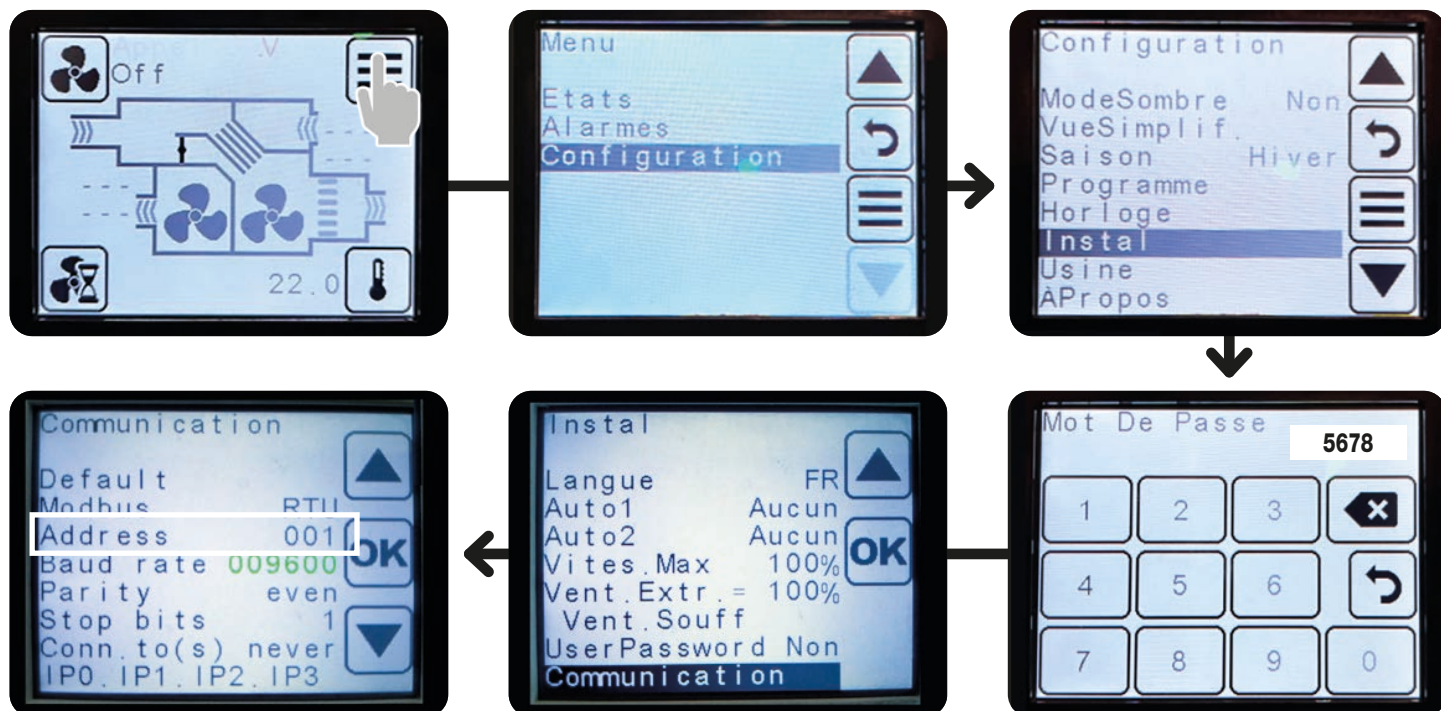 Off
22.0
Menu
Etats
Alarmes
Configuration
Configuration
ModeSombre Non
VueSimplif.
Saison Hiver
Programme
Horloge
Instal
Usine
ÀPropos
Mot De Passe
5678
1 2 3
4 5 6
7 8 9 0
Instal
Langue FR
Auto1 Aucun
Auto2 Aucun
OK
Vites.Max 100%
Vent.Extr.= 100%
Vent.Souff
UserPassword Non
Communication
Communication
Default
Modbus RTU
Address 001
OK
Baud rate 009600
Parity even
Stop bits 1
Conn.to(s) never
IP0.IP1.IP2.IP3